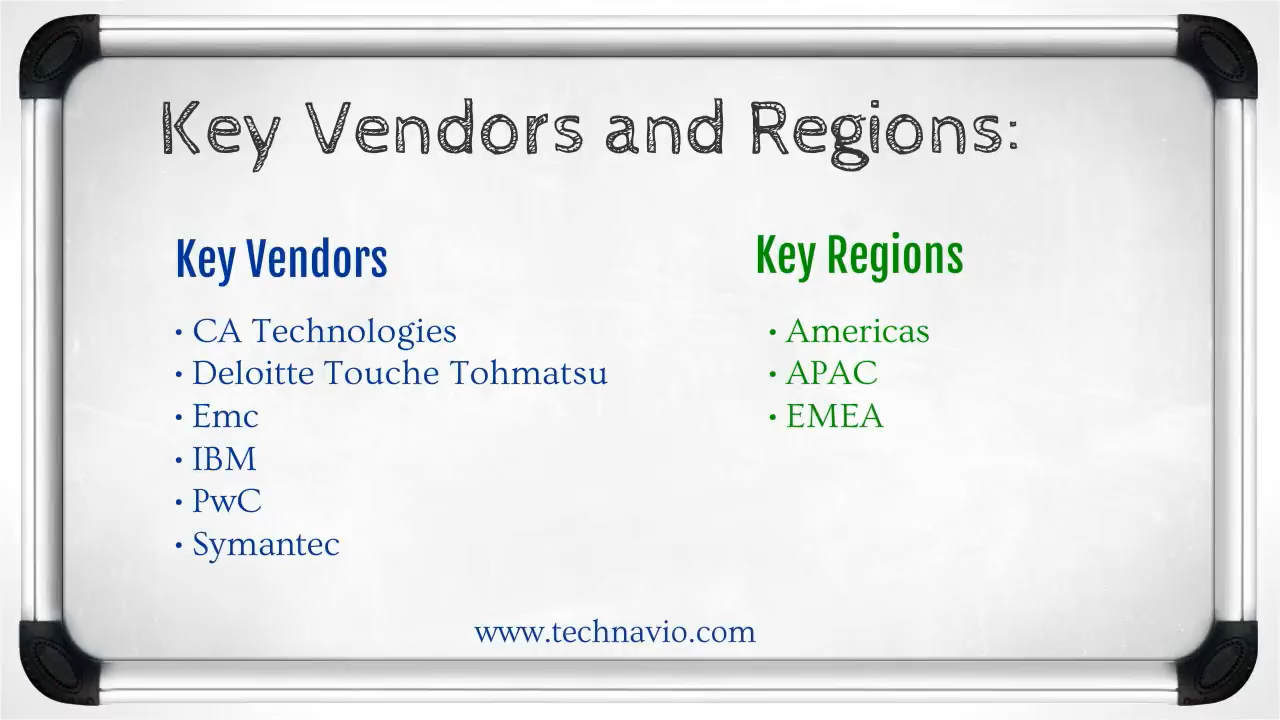 Key Vendors and Regions:
Key Vendors
• CA Technologies
• Deloitte Touche Tohmatsu
• Emc
• IBM
• PwC
• Symantec
Key Regions
• Americas
• APAC
• EMEA
www.technavio.com